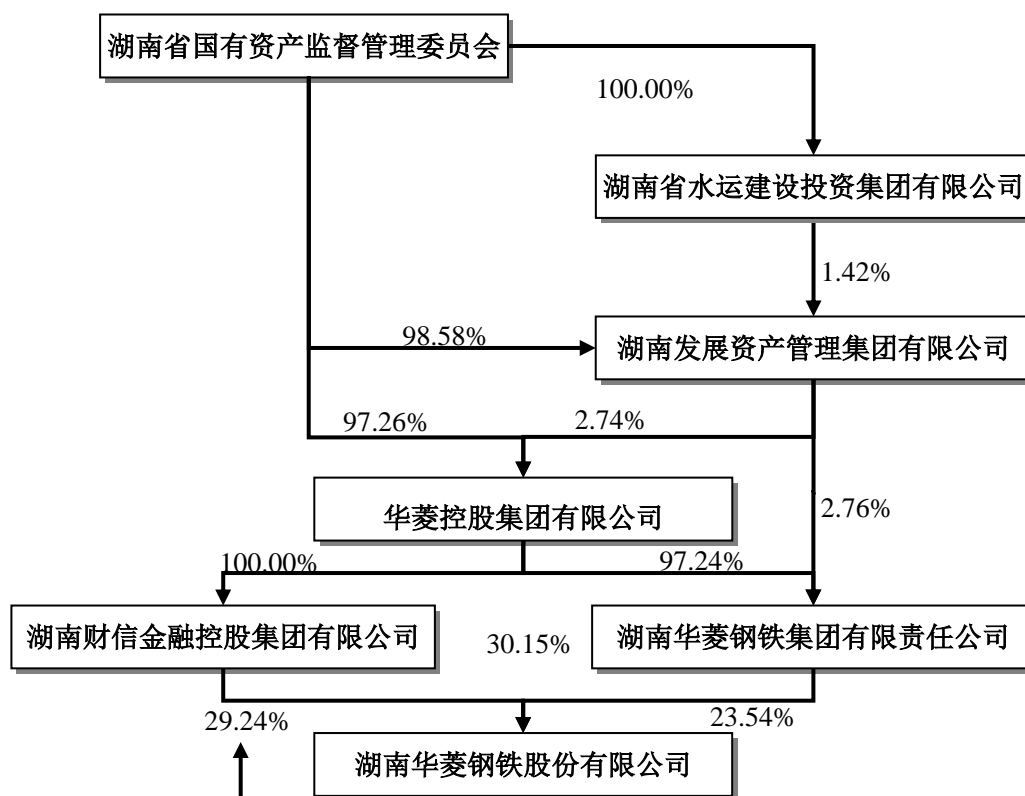 湖南省国有资产监督管理委员会
100.00%
湖南省水运建设投资集团有限公司
1.42%
98.58%
湖南发展资产管理集团有限公司
97.26%
2.74%
华菱控股集团有限公司
2.76%
100.00%
97.24%
湖南财信金融控股集团有限公司
30.15%
湖南华菱钢铁集团有限责任公司
29.24%
23.54%
湖南华菱钢铁股份有限公司